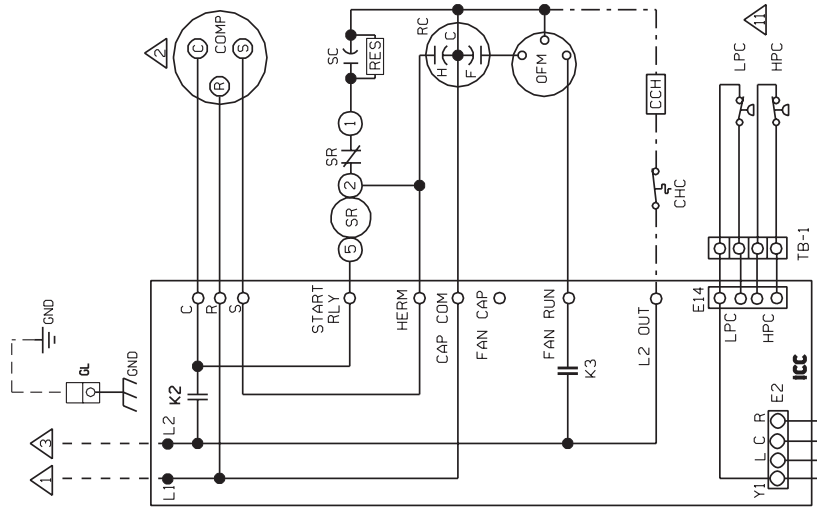 2
COMP
C
R
S
SC
RES
1
SR
2
SR
5
RC
C
H
F
OFM
CCH
CHC
11
LPC
HPC
TB-1
GND
GL
GND
3
1
L2
L1
K2
C
R
S
START
RLY
HERM
CAP COM
FAN CAP
FAN RUN
K3
L2 OUT
E14
LPC
HPC
ICC
E2
Y1 L C R